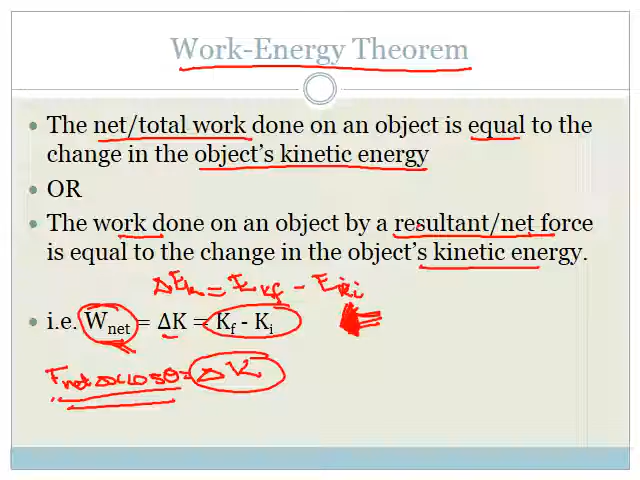 Work-Energy Theorem
• The net/total work done on an object is equal to the
change in the object's kinetic energy
• OR
• The work done on an object by a resultant/net force
is equal to the change in the object's kinetic energy.
ΔEk = Ekf - Eki
• i.e. Wnet = ΔK = Kf - Ki
Fnet Δx cos θ = ΔK